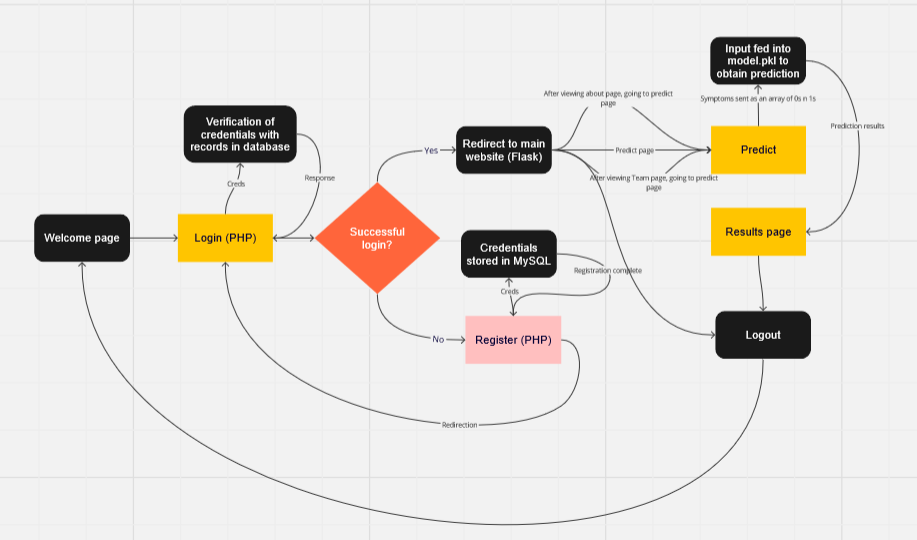 Input fed into
model.pkl to
obtain prediction
After viewing about page, going to predict
page
Symptoms sent as an array of 0s n 1s
Verification of
credentials with
records in database
Prediction results
Yes
Redirect to main
website (Flask)
Predict page
Predict
Creds
Response
After viewing Team page, going to predict
page
Welcome page
Login (PHP)
Successful
login?
Results page
Credentials
stored in MySQL
Registration complete
Creds
No
Register (PHP)
Logout
Redirection